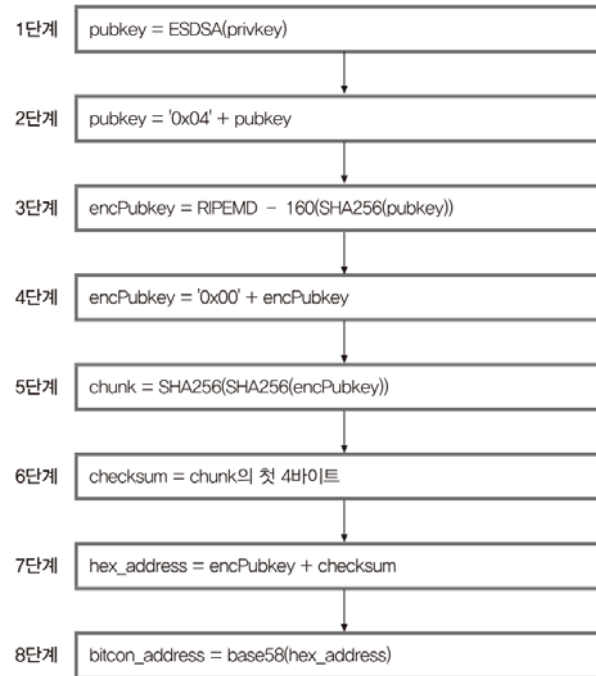 1단계 pubkey = ESDSA(privkey)
2단계 pubkey = '0x04' + pubkey
3단계 encPubkey = RIPEMD - 160(SHA256(pubkey))
4단계 encPubkey = '0x00' + encPubkey
5단계 chunk = SHA256(SHA256(encPubkey))
6단계 checksum = chunk의 첫 4바이트
7단계 hex_address = encPubkey + checksum
8단계 bitcon_address = base58(hex_address)